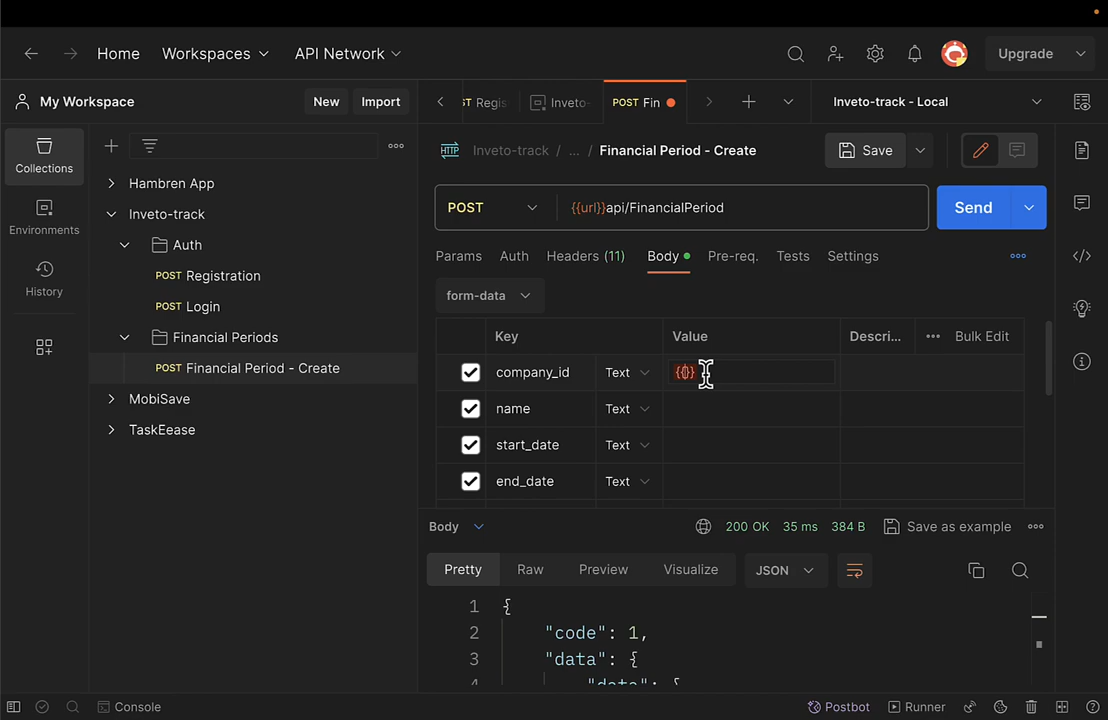 Home
Workspaces
API Network
Upgrade
My Workspace
New
Import
Regis
Inveto-
POST Fin
Inveto-track - Local
Collections
Environments
History
Hambren App
Inveto-track
Auth
POST Registration
POST Login
Financial Periods
POST Financial Period - Create
MobiSave
TaskEease
HTTP
Inveto-track / ... / Financial Period - Create
Save
POST
{{url}}api/FinancialPeriod
Send
Params
Auth
Headers (11)
Body
Pre-req.
Tests
Settings
form-data
Key
Value
Descri...
Bulk Edit
company_id Text {{}}
name Text
start_date Text
end_date Text
Body
200 OK
35 ms
384 B
Save as example
Pretty
Raw
Preview
Visualize
JSON
1 {
2 "code": 1,
3 "data": {
Console
Postbot
Runner